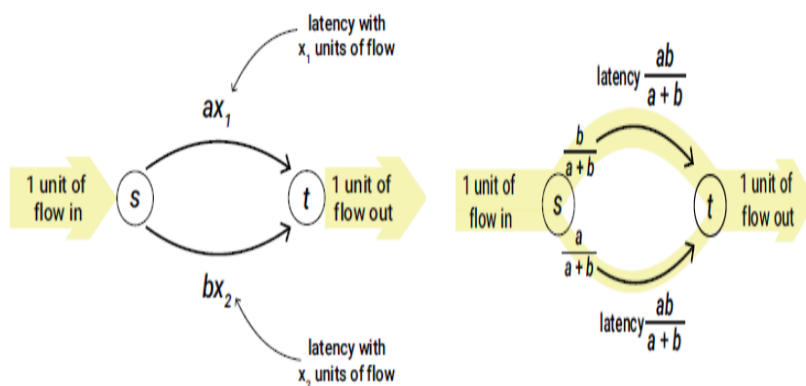 latency with
x₁ units of flow
ax₁
1 unit of
flow in
s
t
1 unit of
flow out
bx₂
latency with
x₂ units of flow
latency ab/(a + b)
b/(a+b)
1 unit of
flow in
s
t
1 unit of
flow out
a/(a+b)
latency ab/(a + b)